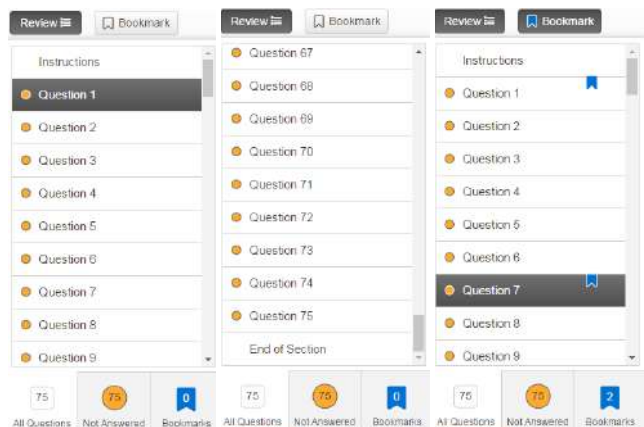 Review
Bookmark
Instructions
Question 1
Question 2
Question 3
Question 4
Question 5
Question 6
Question 7
Question 8
Question 9
75
75
0
All Questions
Not Answered
Bookmarks
Review
Bookmark
Question 67
Question 68
Question 69
Question 70
Question 71
Question 72
Question 73
Question 74
Question 75
End of Section
75
75
0
All Questions
Not Answered
Bookmarks
Review
Bookmark
Instructions
Question 1
Question 2
Question 3
Question 4
Question 5
Question 6
Question 7
Question 8
Question 9
75
75
2
All Questions
Not Answered
Bookmarks